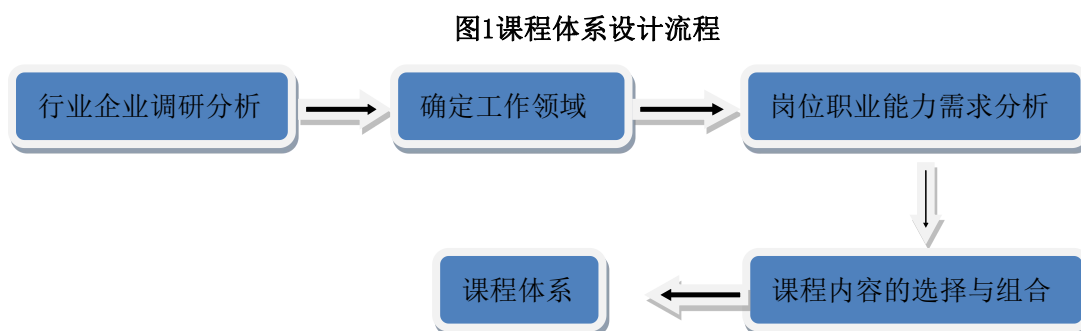 图1课程体系设计流程
行业企业调研分析
确定工作领域
岗位职业能力需求分析
课程内容的选择与组合
课程体系